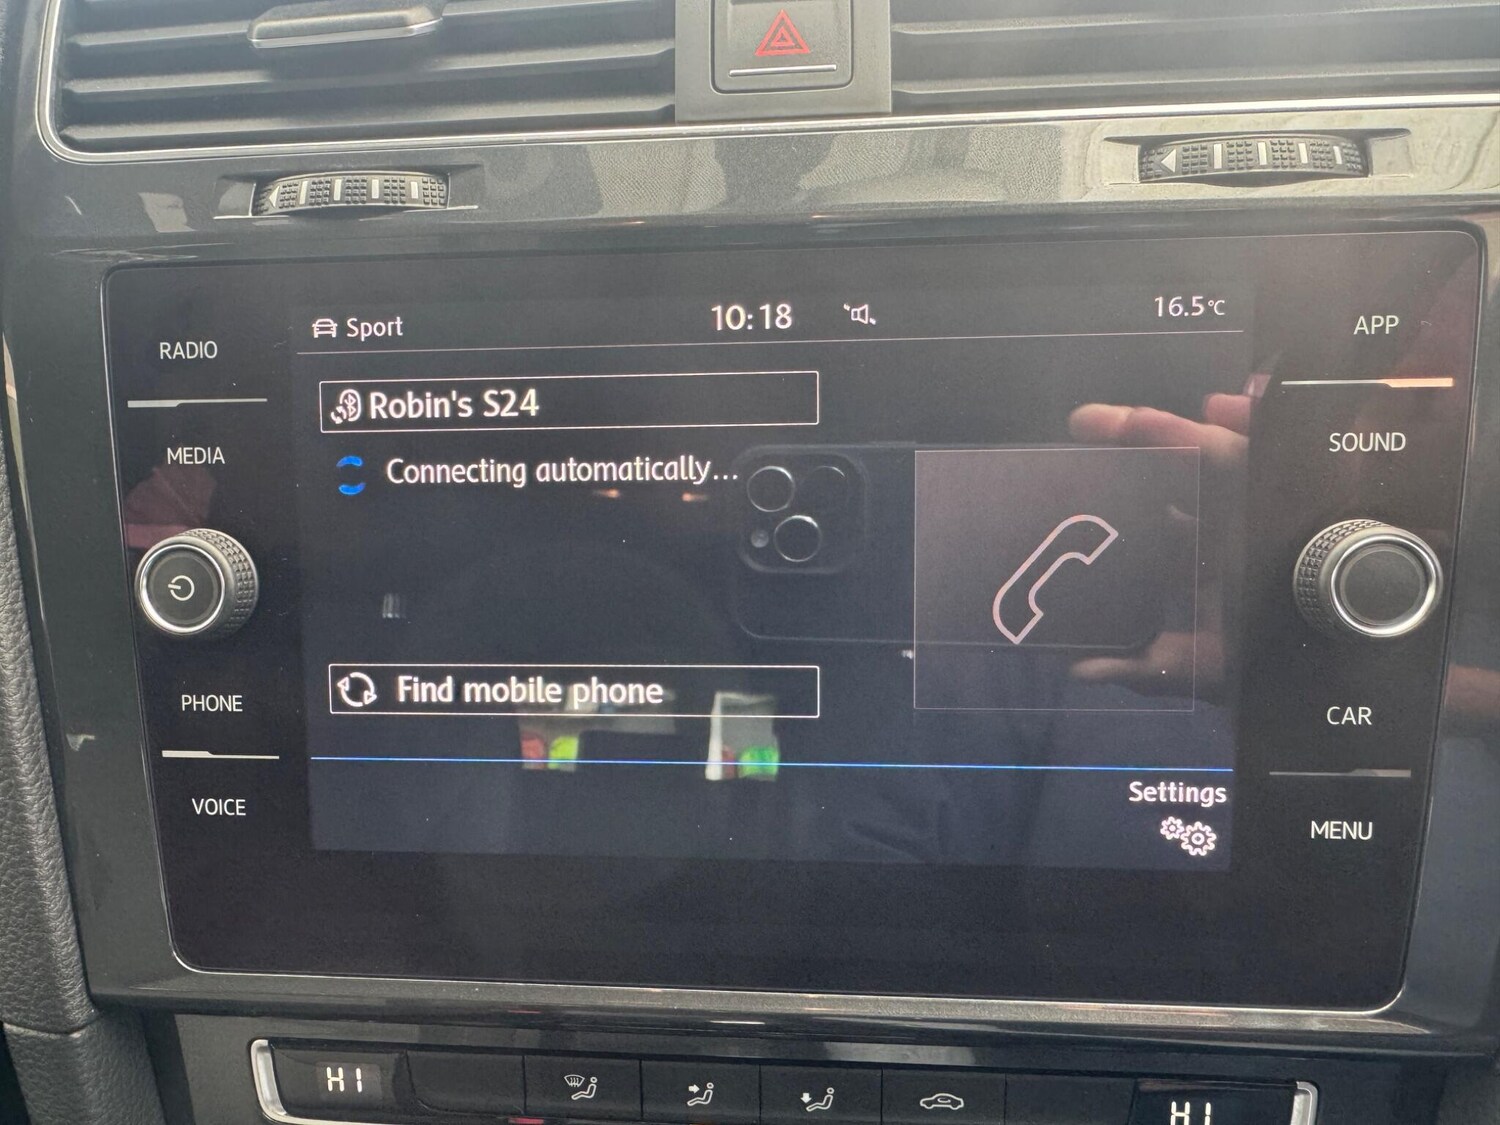 Sport 10:18 16.5°C
RADIO
MEDIA
PHONE
VOICE
Robin's S24
Connecting automatically...
Find mobile phone
Settings
APP
SOUND
CAR
MENU
HI
HI